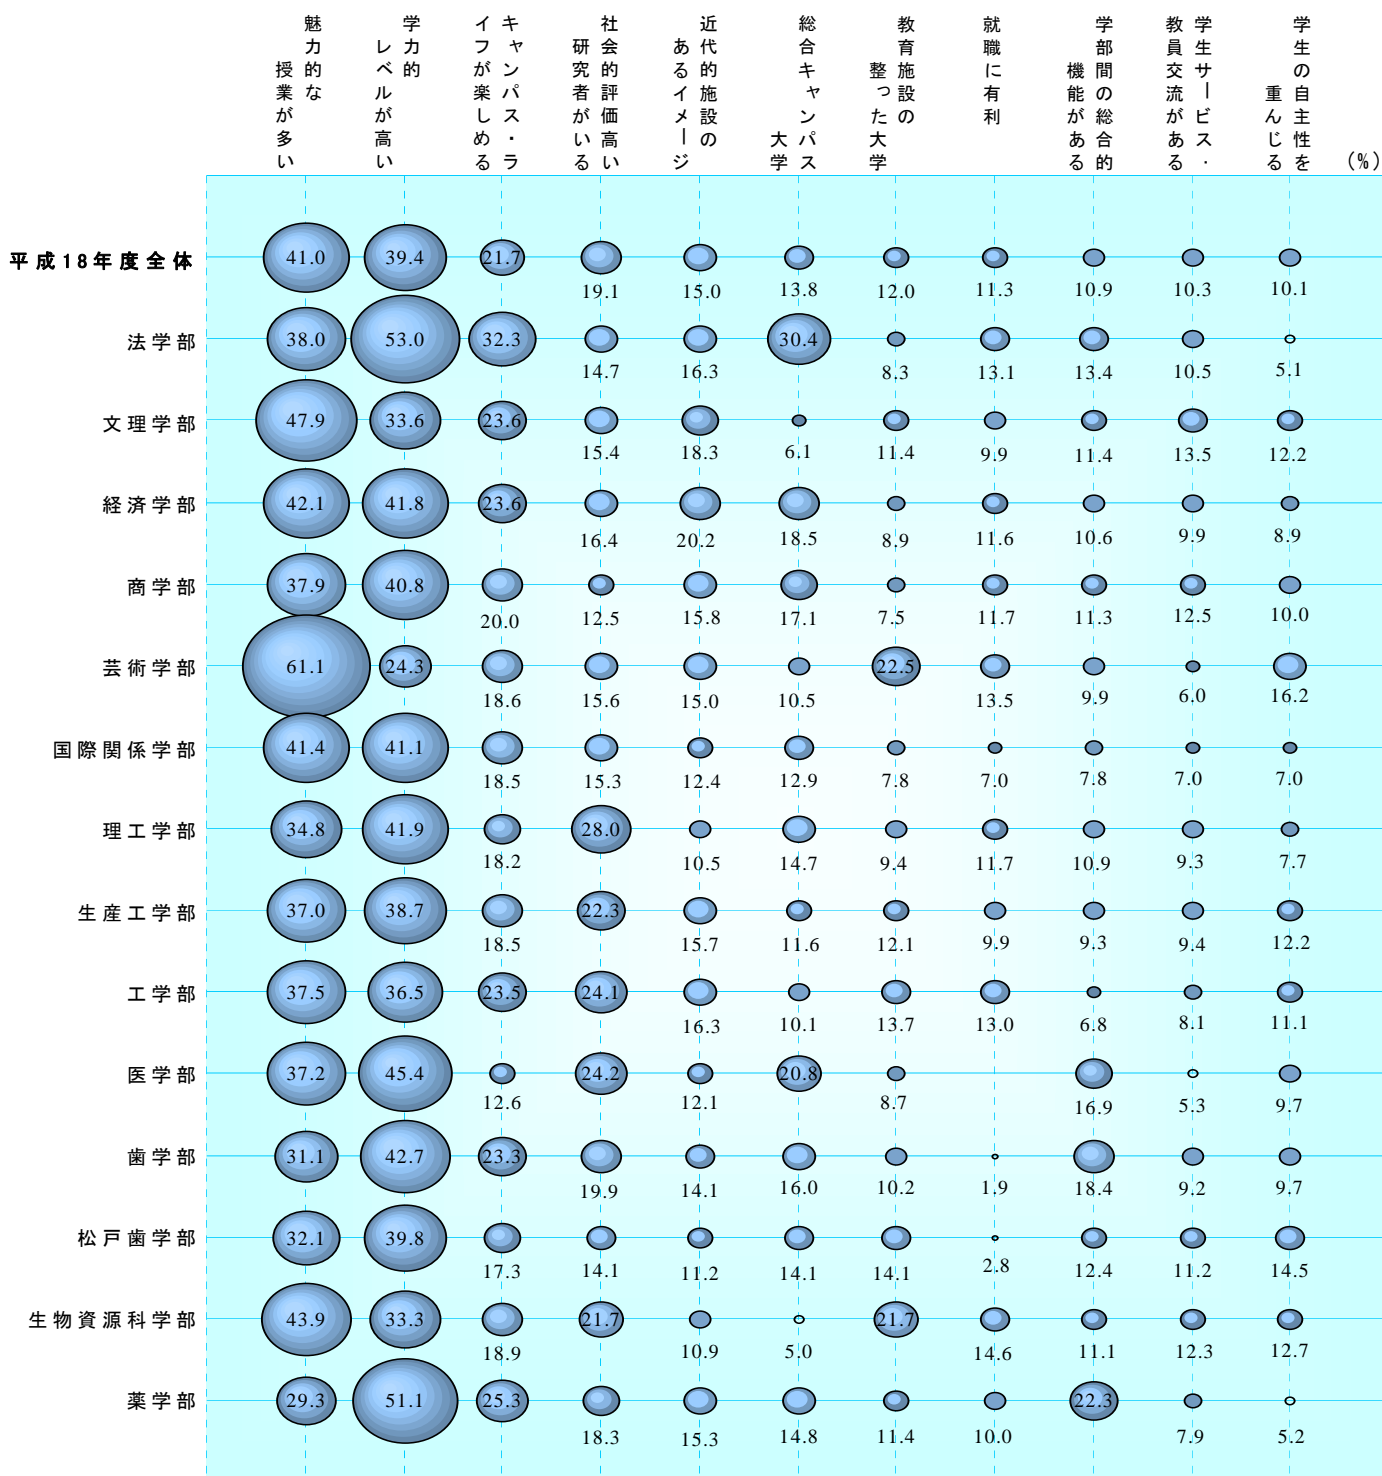 魅力的な
授業が多い
学力的
レベルが高い
キャンパス・ラ
イフが楽しめる
社会的評価高い
研究者がいる
近代的施設の
あるイメージ
総合キャンパス
大学
教育施設の
整った大学
就職に有利
学部間の総合的
機能がある
学生サービス・
教員交流がある
学生の自主性を
重んじる
(%)
平成18年度全体 41.0 39.4 21.7 19.1 15.0 13.8 12.0 11.3 10.9 10.3 10.1
法学部 38.0 53.0 32.3 14.7 16.3 30.4 8.3 13.1 13.4 10.5 5.1
文理学部 47.9 33.6 23.6 15.4 18.3 6.1 11.4 9.9 11.4 13.5 12.2
経済学部 42.1 41.8 23.6 16.4 20.2 18.5 8.9 11.6 10.6 9.9 8.9
商学部 37.9 40.8 20.0 12.5 15.8 17.1 7.5 11.7 11.3 12.5 10.0
芸術学部 61.1 24.3 18.6 15.6 15.0 10.5 22.5 13.5 9.9 6.0 16.2
国際関係学部 41.4 41.1 18.5 15.3 12.4 12.9 7.8 7.0 7.8 7.0 7.0
理工学部 34.8 41.9 18.2 28.0 10.5 14.7 9.4 11.7 10.9 9.3 7.7
生産工学部 37.0 38.7 18.5 22.3 15.7 11.6 12.1 9.9 9.3 9.4 12.2
工学部 37.5 36.5 23.5 24.1 16.3 10.1 13.7 13.0 6.8 8.1 11.1
医学部 37.2 45.4 12.6 24.2 12.1 20.8 8.7 16.9 5.3 9.7
歯学部 31.1 42.7 23.3 19.9 14.1 16.0 10.2 1.9 18.4 9.2 9.7
松戸歯学部 32.1 39.8 17.3 14.1 11.2 14.1 14.1 2.8 12.4 11.2 14.5
生物資源科学部 43.9 33.3 18.9 21.7 10.9 5.0 21.7 14.6 11.1 12.3 12.7
薬学部 29.3 51.1 25.3 18.3 15.3 14.8 11.4 10.0 22.3 7.9 5.2